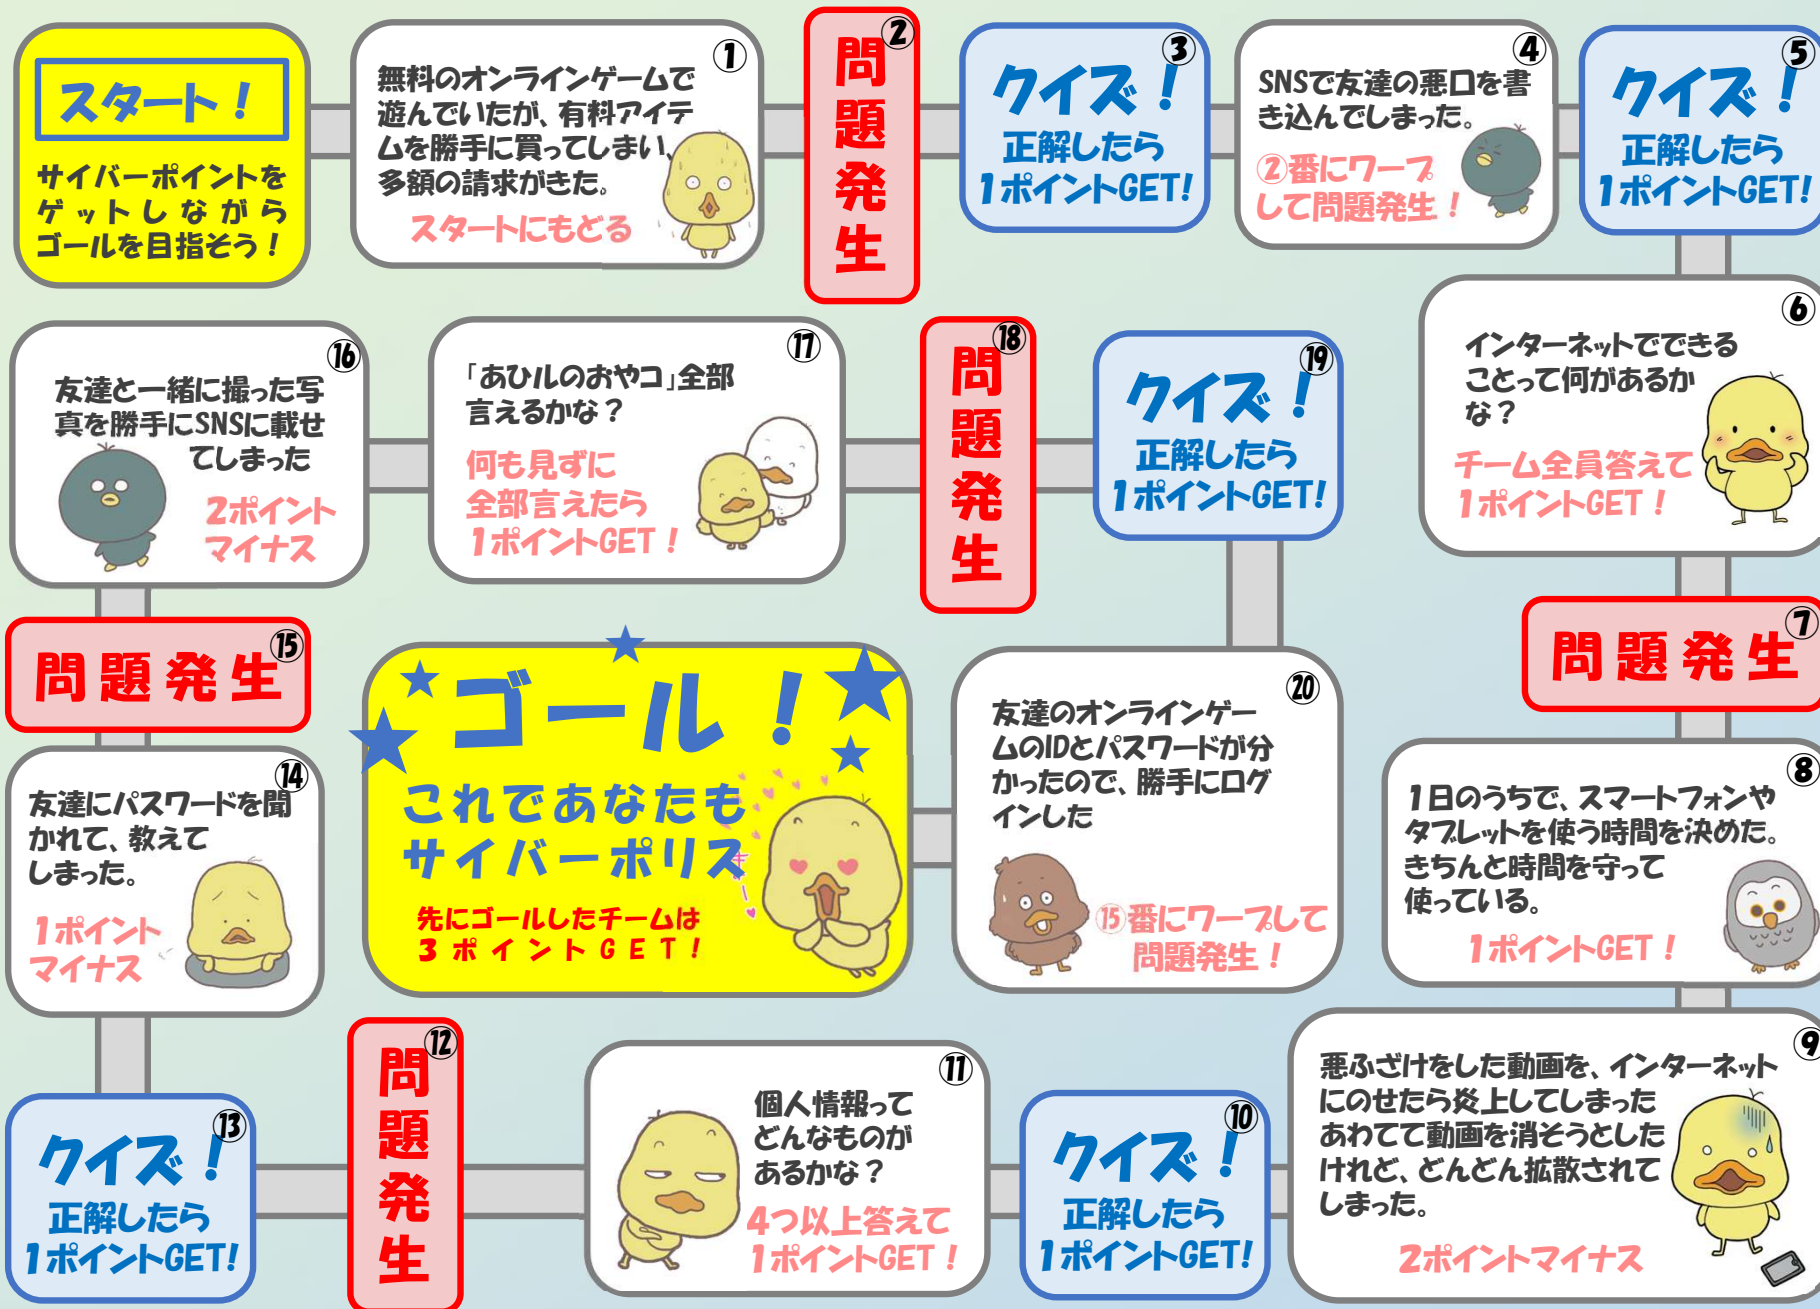 スタート！
サイバーポイントを
ゲットしながら
ゴールを目指そう！
①
無料のオンラインゲームで
遊んでいたが、有料アイテ
ムを勝手に買ってしまい、
多額の請求がきた。
スタートにもどる
②
問題発生
③
クイズ！
正解したら
1ポイントGET!
④
SNSで友達の悪口を書
き込んでしまった。
②番にワープ
して問題発生！
⑤
クイズ！
正解したら
1ポイントGET!
⑥
インターネットでできる
ことって何があるか
な？
チーム全員答えて
1ポイントGET！
⑦
問題発生
⑧
1日のうちで、スマートフォンや
タブレットを使う時間を決めた。
きちんと時間を守って
使っている。
1ポイントGET！
⑨
悪ふざけをした動画を、インターネット
にのせたら炎上してしまった
あわてて動画を消そうとした
けれど、どんどん拡散されて
しまった。
2ポイントマイナス
⑩
クイズ！
正解したら
1ポイントGET!
⑪
個人情報って
どんなものが
あるかな？
4つ以上答えて
1ポイントGET！
⑫
問題発生
⑬
クイズ！
正解したら
1ポイントGET!
⑭
友達にパスワードを聞
かれて、教えて
しまった。
1ポイント
マイナス
⑮
問題発生
⑯
友達と一緒に撮った写
真を勝手にSNSに載せ
てしまった
2ポイント
マイナス
⑰
「あひルのおやコ」全部
言えるかな？
何も見ずに
全部言えたら
1ポイントGET！
⑱
問題発生
⑲
クイズ！
正解したら
1ポイントGET!
⑳
友達のオンラインゲー
ムのIDとパスワードが分
かったので、勝手にログ
インした
⑮番にワープして
問題発生！
ゴール！
これであなたも
サイバーポリス
先にゴールしたチームは
3ポイントGET！